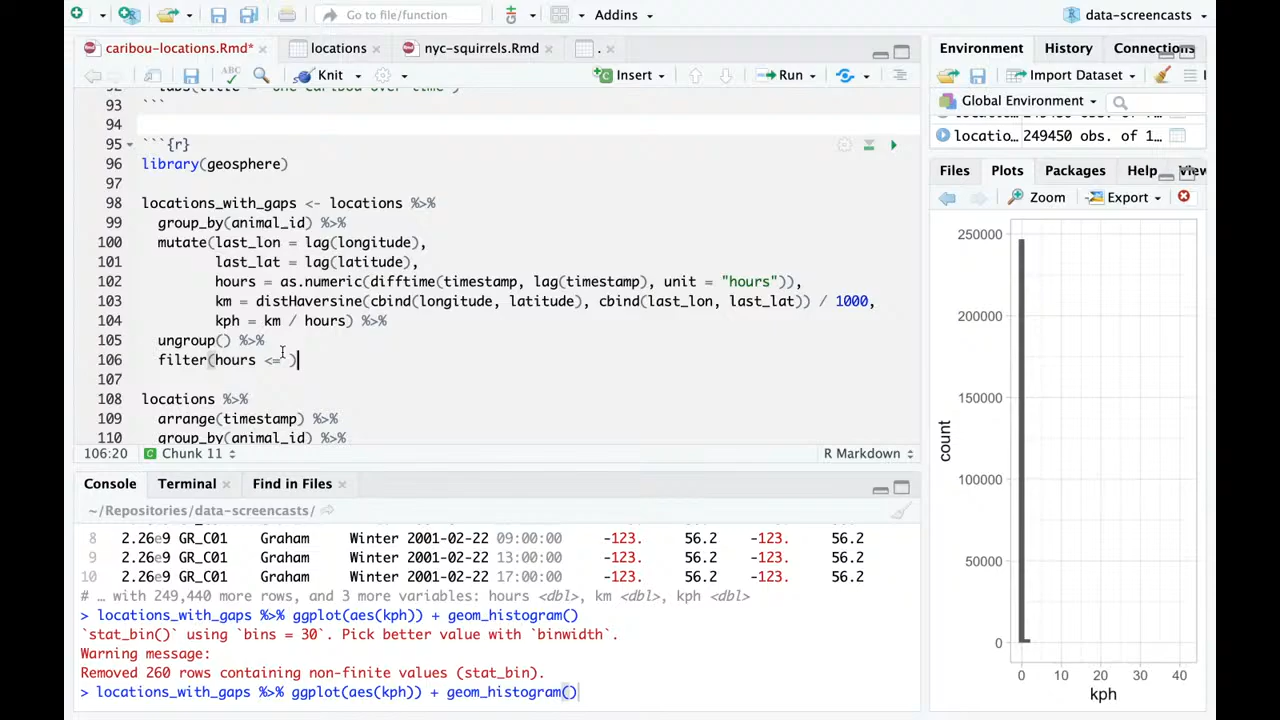 Go to file/function
Addins
data-screencasts
caribou-locations.Rmd*
locations
nyc-squirrels.Rmd
.
ABC
Knit
Insert
Run
92 labs(title = "One caribou over time")
93 ```
94
95 ```{r}
96 library(geosphere)
97
98 locations_with_gaps <- locations %>%
99 group_by(animal_id) %>%
100 mutate(last_lon = lag(longitude),
101 last_lat = lag(latitude),
102 hours = as.numeric(difftime(timestamp, lag(timestamp), unit = "hours")),
103 km = distHaversine(cbind(longitude, latitude), cbind(last_lon, last_lat)) / 1000,
104 kph = km / hours) %>%
105 ungroup() %>%
106 filter(hours <= )
107
108 locations %>%
109 arrange(timestamp) %>%
110 group_by(animal_id) %>%
106:20
Chunk 11
R Markdown
Console
Terminal
Find in Files
~/Repositories/data-screencasts/
8 2.26e9 GR_C01 Graham Winter 2001-02-22 09:00:00 -123. 56.2 -123. 56.2
9 2.26e9 GR_C01 Graham Winter 2001-02-22 13:00:00 -123. 56.2 -123. 56.2
10 2.26e9 GR_C01 Graham Winter 2001-02-22 17:00:00 -123. 56.2 -123. 56.2
# … with 249,440 more rows, and 3 more variables: hours <dbl>, km <dbl>, kph <dbl>
> locations_with_gaps %>% ggplot(aes(kph)) + geom_histogram()
`stat_bin()` using `bins = 30`. Pick better value with `binwidth`.
Warning message:
Removed 260 rows containing non-finite values (stat_bin).
> locations_with_gaps %>% ggplot(aes(kph)) + geom_histogram()
Environment
History
Connections
Import Dataset
Global Environment
locatio… 249450 obs. of 1…
Files
Plots
Packages
Help
View
Zoom
Export
250000
200000
150000
100000
50000
0
count
0 10 20 30 40
kph